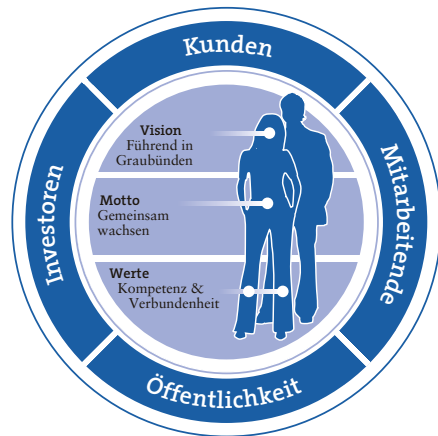 Kunden
Investoren
Mitarbeitende
Vision
Führend in
Graubünden
Motto
Gemeinsam
wachsen
Werte
Kompetenz &
Verbundenheit
Öffentlichkeit